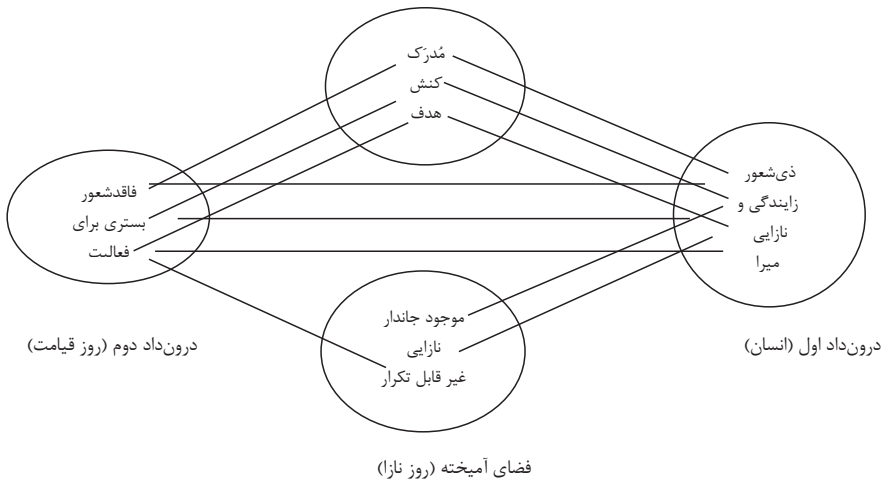 مُدرَک
کنش
هدف
ذی‌شعور
زایندگی و
نازایی
میرا
فاقدشعور
بستری برای
فعالیت
موجود جاندار
نازایی
غیر قابل تکرار
درون‌داد اول (انسان)
درون‌داد دوم (روز قیامت)
فضای آمیخته (روز نازا)